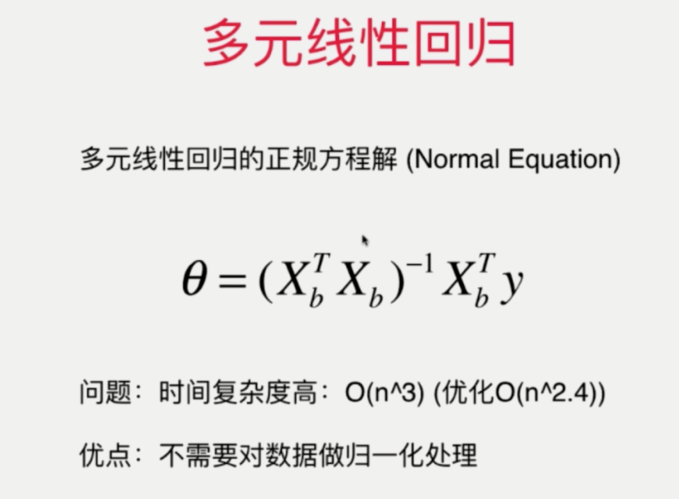 多元线性回归
多元线性回归的正规方程解 (Normal Equation)
θ = (X_b^T X_b)^{-1} X_b^T y
问题：时间复杂度高：O(n^3) (优化O(n^2.4))
优点：不需要对数据做归一化处理